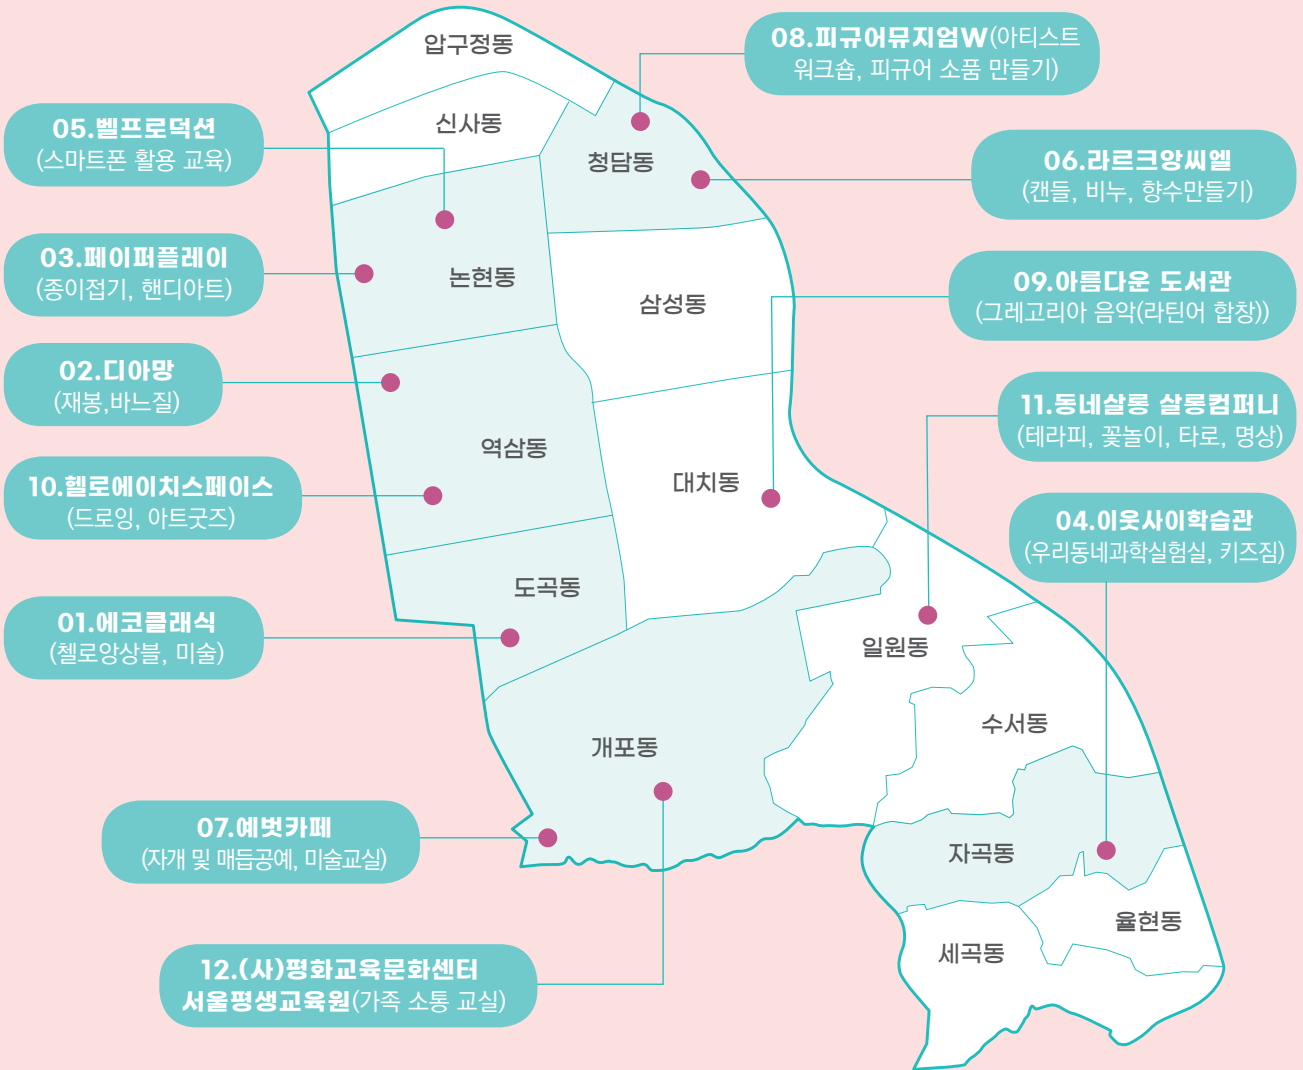 압구정동
08.피규어뮤지엄W(아티스트
워크숍, 피규어 소품 만들기)
05.벨프로덕션
(스마트폰 활용 교육)
신사동
청담동
06.라르크앙씨엘
(캔들, 비누, 향수만들기)
03.페이퍼플레이
(종이접기, 핸디아트)
논현동
삼성동
09.아름다운 도서관
(그레고리아 음악(라틴어 합창))
02.디아망
(재봉,바느질)
11.동네살롱 살롱컴퍼니
(테라피, 꽃놀이, 타로, 명상)
역삼동
대치동
10.헬로에이치스페이스
(드로잉, 아트굿즈)
04.이웃사이학습관
(우리동네과학실험실, 키즈짐)
도곡동
01.에코클래식
(첼로앙상블, 미술)
일원동
수서동
개포동
07.예벗카페
(자개 및 매듭공예, 미술교실)
자곡동
율현동
세곡동
12.(사)평화교육문화센터
서울평생교육원(가족 소통 교실)